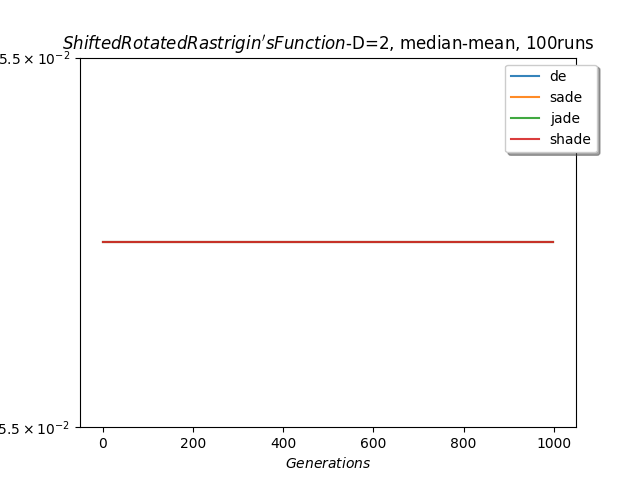 ShiftedRotatedRastrigin'sFunction-D=2, median-mean, 100runs
5.5 × 10⁻²
de
sade
jade
shade
5.5 × 10⁻²
0 200 400 600 800 1000
Generations